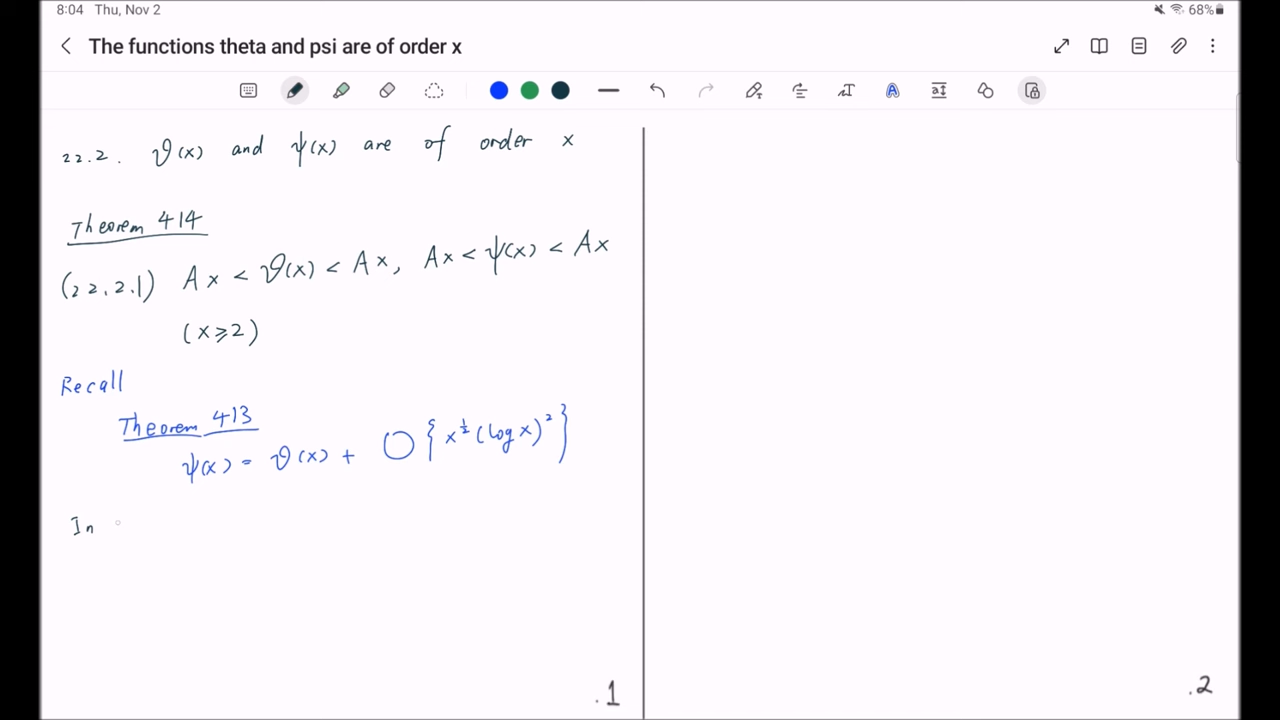 8:04 Thu, Nov 2 68%
The functions theta and psi are of order x
22.2. ϑ(x) and ψ(x) are of order x
Theorem 414
(22.2.1) Ax < ϑ(x) < Ax, Ax < ψ(x) < Ax
(x ≥ 2)
Recall
Theorem 413
ψ(x) = ϑ(x) + O{x^½ (log x)²}
In
.1
.2